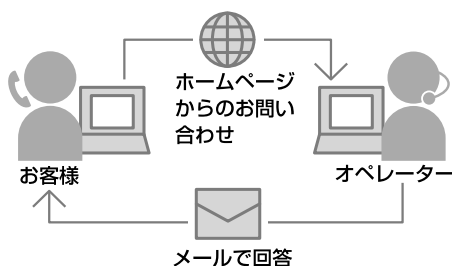 ホームページ
からのお問い
合わせ
お客様
オペレーター
メールで回答